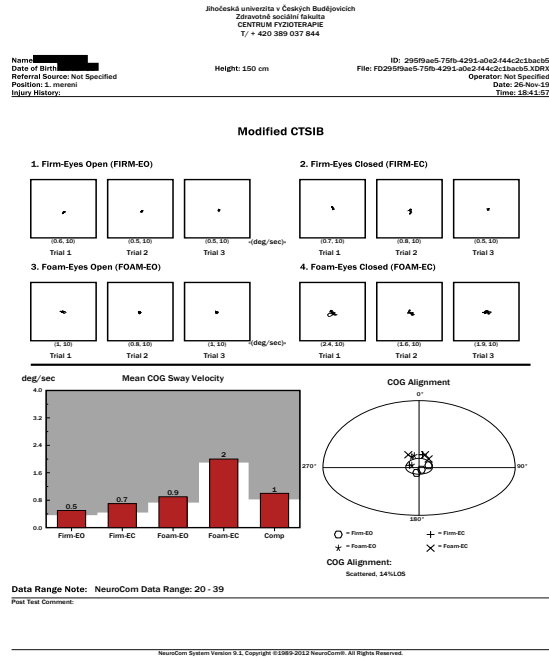 Jihočeská univerzita v Českých Budějovicích
Zdravotně sociální fakulta
CENTRUM FYZIOTERAPIE
T/ + 420 389 037 844
Name
ID: 295f9ae5-75fb-4291-a0e2-f44c2c1bacb5
Date of Birth
Height: 150 cm
File: FD295f9ae5-75fb-4291-a0e2-f44c2c1bacb5.XDRX
Referral Source: Not Specified
Operator: Not Specified
Position: 1. mereni
Date: 26-Nov-19
Injury History:
Time: 18:41:57
Modified CTSIB
1. Firm-Eyes Open (FIRM-EO)
2. Firm-Eyes Closed (FIRM-EC)
(0.6, 10) (0.5, 10) (0.5, 10) <(deg/sec)> (0.7, 10) (0.8, 10) (0.5, 10)
Trial 1 Trial 2 Trial 3 Trial 1 Trial 2 Trial 3
3. Foam-Eyes Open (FOAM-EO)
4. Foam-Eyes Closed (FOAM-EC)
(1, 10) (0.8, 10) (1, 10) <(deg/sec)> (2.4, 10) (1.6, 10) (1.9, 10)
Trial 1 Trial 2 Trial 3 Trial 1 Trial 2 Trial 3
deg/sec
Mean COG Sway Velocity
4.0
3.2
2.4
1.6
0.8
0.0
0.5
0.7
0.9
2
1
Firm-EO Firm-EC Foam-EO Foam-EC Comp
COG Alignment
0°
270°
90°
180°
= Firm-EO = Firm-EC
= Foam-EO = Foam-EC
COG Alignment:
Scattered, 14%LOS
Data Range Note: NeuroCom Data Range: 20 - 39
Post Test Comment:
NeuroCom System Version 9.1, Copyright ©1989-2012 NeuroCom®. All Rights Reserved.